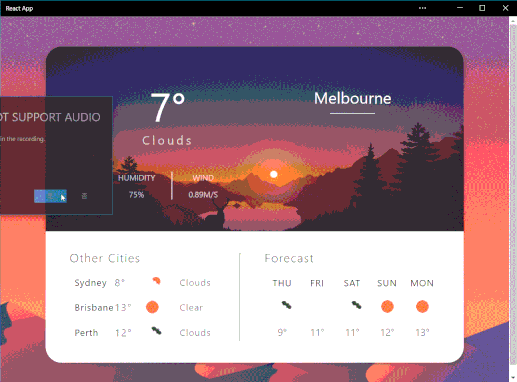 React App
7°
Melbourne
Clouds
OT SUPPORT AUDIO
in the recording.
HUMIDITY WIND
75% 0.89M/S
Other Cities
Sydney 8° Clouds
Brisbane 13° Clear
Perth 12° Clouds
Forecast
THU FRI SAT SUN MON
9° 11° 11° 12° 13°